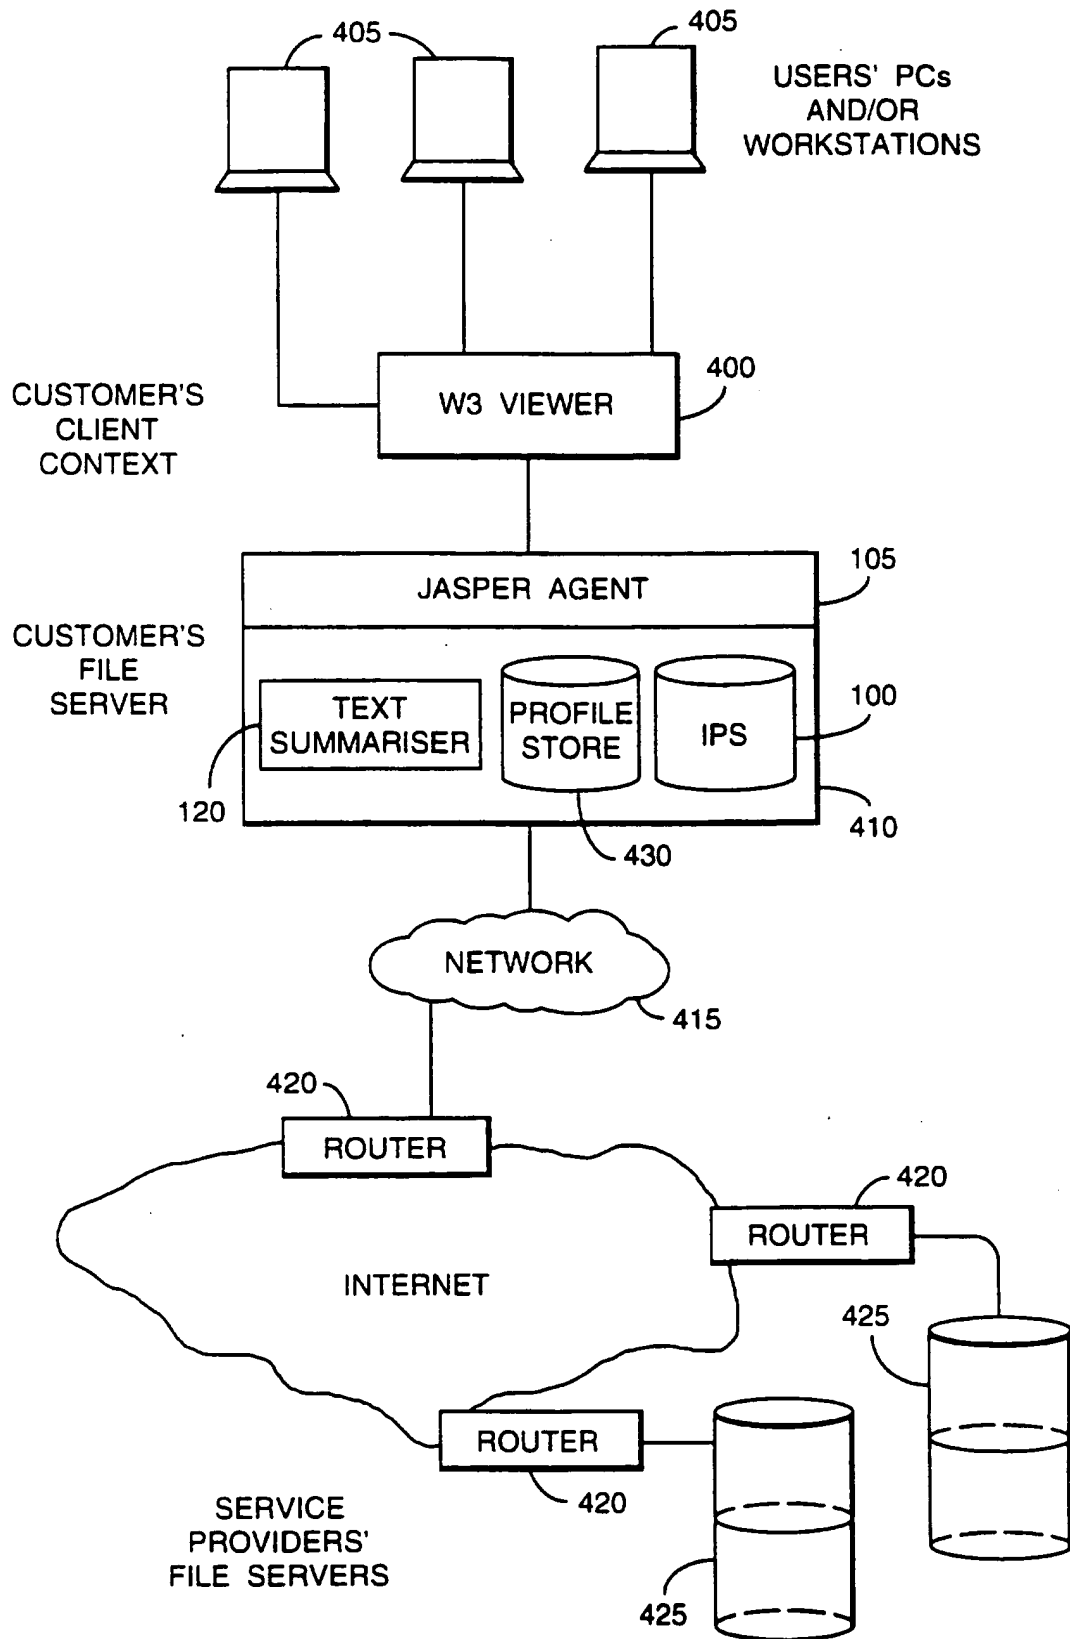 405
405
USERS' PCs
AND/OR
WORKSTATIONS
CUSTOMER'S
CLIENT
CONTEXT
W3 VIEWER
400
JASPER AGENT
105
CUSTOMER'S
FILE
SERVER
TEXT
SUMMARISER
PROFILE
STORE
IPS
100
120
430
410
NETWORK
415
420
ROUTER
420
ROUTER
INTERNET
425
ROUTER
420
SERVICE
PROVIDERS'
FILE SERVERS
425